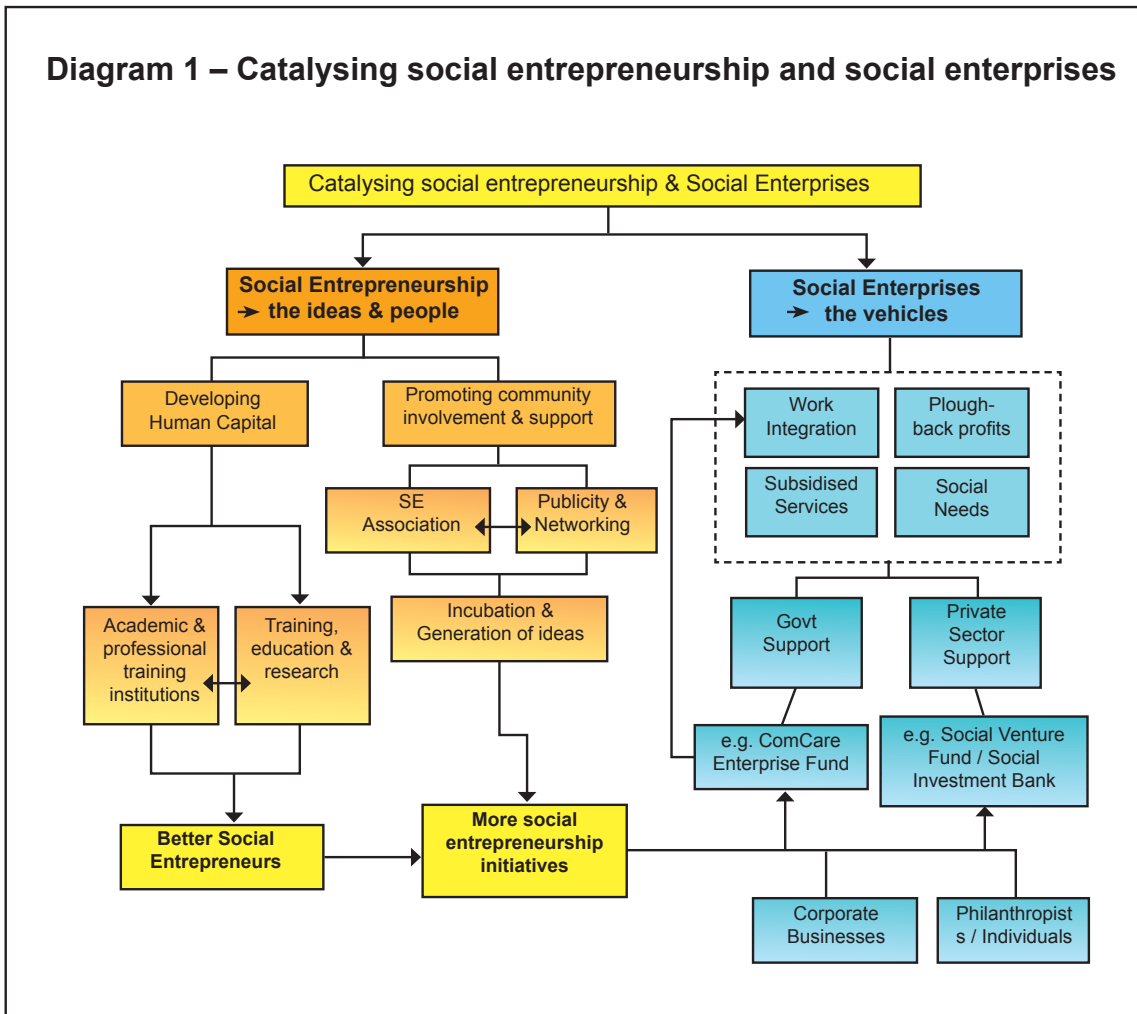 Diagram 1 – Catalysing social entrepreneurship and social enterprises
Catalysing social entrepreneurship & Social Enterprises
Social Entrepreneurship
the ideas & people
Social Enterprises
the vehicles
Developing
Human Capital
Promoting community
involvement & support
Work
Integration
Plough-
back profits
Subsidised
Services
Social
Needs
SE
Association
Publicity &
Networking
Academic &
professional
training
institutions
Training,
education &
research
Incubation &
Generation of ideas
Govt
Support
Private
Sector
Support
e.g. ComCare
Enterprise Fund
e.g. Social Venture
Fund / Social
Investment Bank
Better Social
Entrepreneurs
More social
entrepreneurship
initiatives
Corporate
Businesses
Philanthropist
s / Individuals